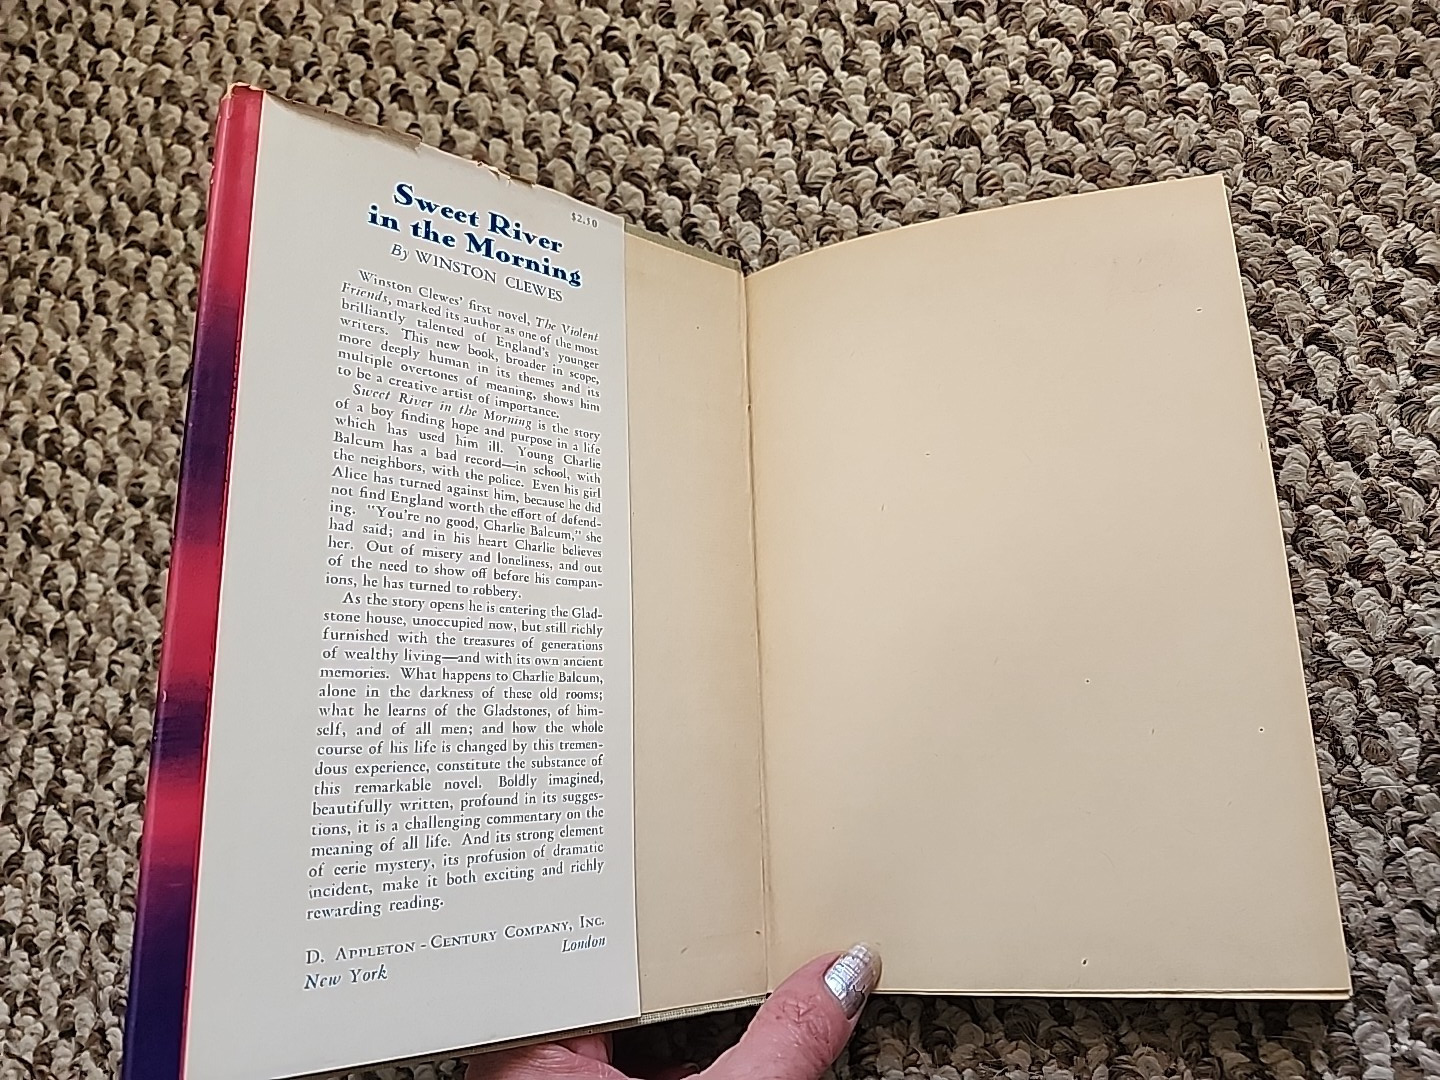 Sweet River
$2.50
in the Morning
By WINSTON CLEWES
Winston Clewes' first novel, The Violent
Friends, marked its author as one of the most
brilliantly talented of England's younger
writers. This new book, broader in scope,
more deeply human in its themes and its
multiple overtones of meaning, shows him
to be a creative artist of importance.
Sweet River in the Morning is the story
of a boy finding hope and purpose in a life
which has used him ill. Young Charlie
Balcum has a bad record—in school, with
the neighbors, with the police. Even his girl
Alice has turned against him, because he did
not find England worth the effort of defend-
ing. "You're no good, Charlie Balcum," she
had said; and in his heart Charlie believes
her. Out of misery and loneliness, and out
of the need to show off before his compan-
ions, he has turned to robbery.
As the story opens he is entering the Glad-
stone house, unoccupied now, but still richly
furnished with the treasures of generations
of wealthy living—and with its own ancient
memories. What happens to Charlie Balcum,
alone in the darkness of these old rooms;
what he learns of the Gladstones, of him-
self, and of all men; and how the whole
course of his life is changed by this tremen-
dous experience, constitute the substance of
this remarkable novel. Boldly imagined,
beautifully written, profound in its sugges-
tions, it is a challenging commentary on the
meaning of all life. And its strong element
of eerie mystery, its profusion of dramatic
incident, make it both exciting and richly
rewarding reading.
D. APPLETON-CENTURY COMPANY, INC.
New York London